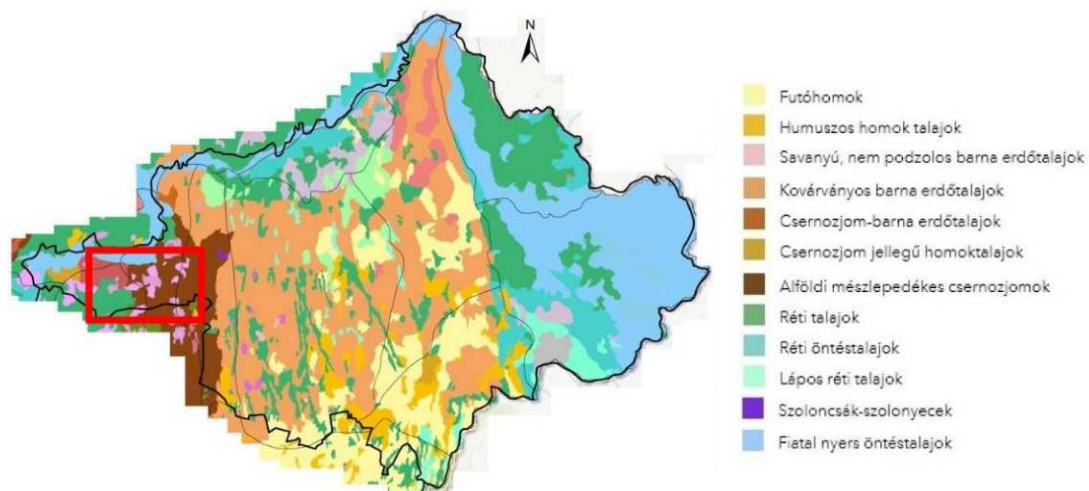 N
Futóhomok
Humuszos homok talajok
Savanyú, nem podzolos barna erdőtalajok
Kovárványos barna erdőtalajok
Csernozjom-barna erdőtalajok
Csernozjom jellegű homoktalajok
Alföldi mészlepedékes csernozjomok
Réti talajok
Réti öntéstalajok
Lápos réti talajok
Szoloncsák-szolonyecek
Fiatal nyers öntéstalajok